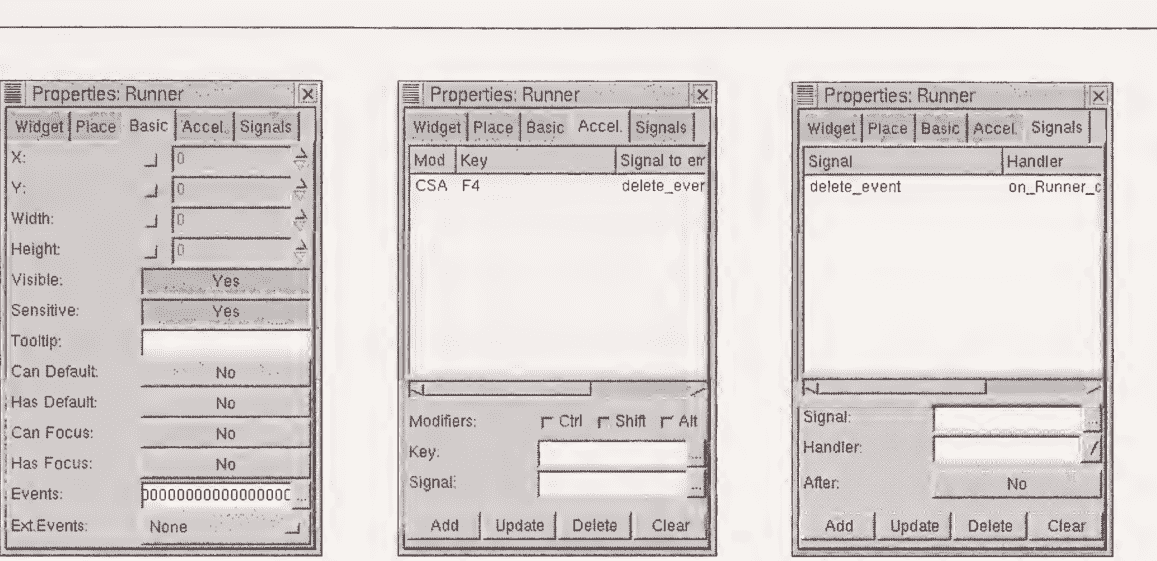 Properties: Runner
Widget Place Basic Accel. Signals
X: 0
Y: 0
Width: 0
Height: 0
Visible: Yes
Sensitive: Yes
Tooltip:
Can Default: No
Has Default: No
Can Focus: No
Has Focus: No
Events: 000000000000000000 ...
Ext.Events: None
Properties: Runner
Widget Place Basic Accel. Signals
Mod Key Signal to em
CSA F4 delete_ever
Modifiers: Ctrl Shift Alt
Key: ...
Signal: ...
Add Update Delete Clear
Properties: Runner
Widget Place Basic Accel. Signals
Signal Handler
delete_event on_Runner_c
Signal: ...
Handler:
After: No
Add Update Delete Clear